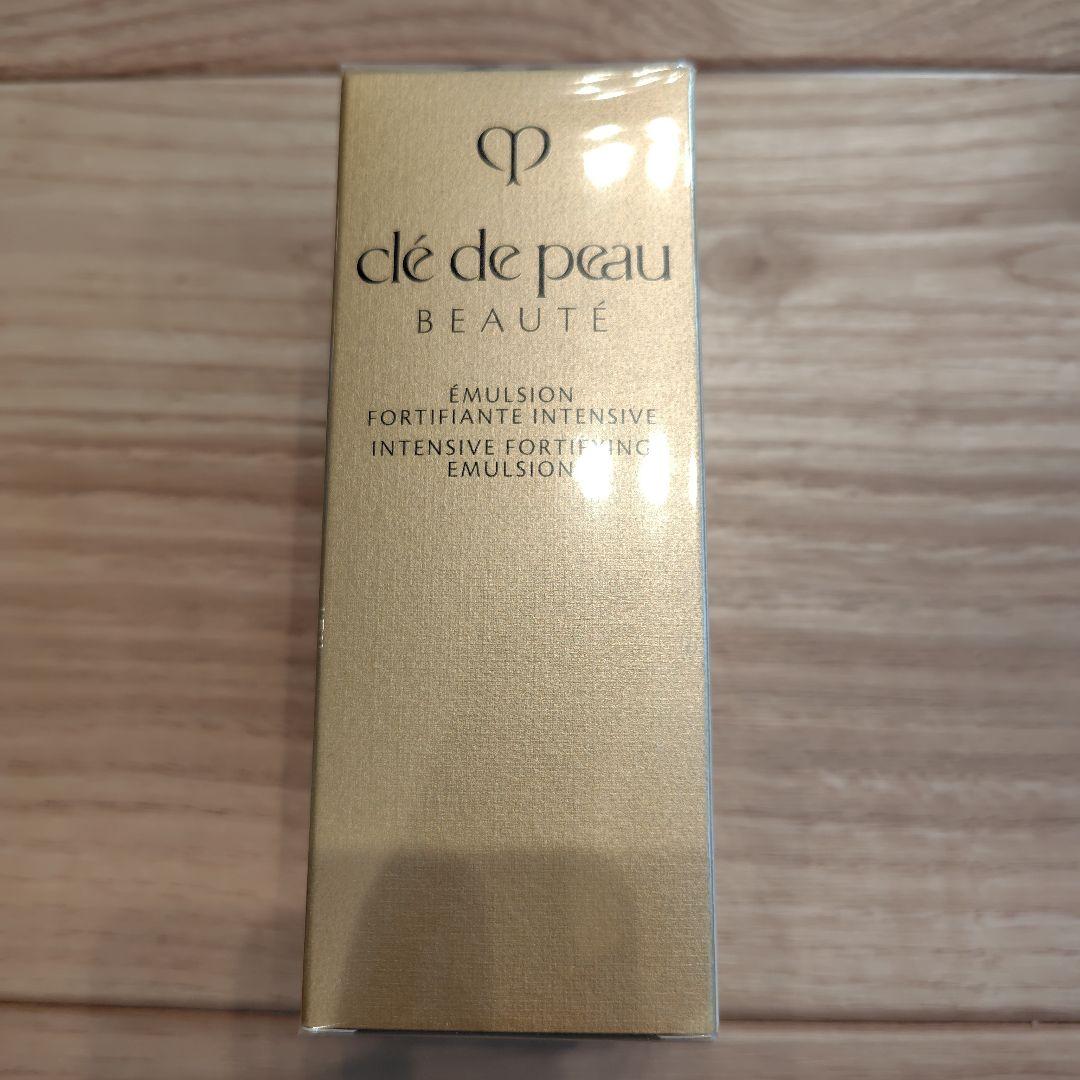 clé de peau
BEAUTÉ
ÉMULSION
FORTIFIANTE INTENSIVE
INTENSIVE FORTIFYING
EMULSION